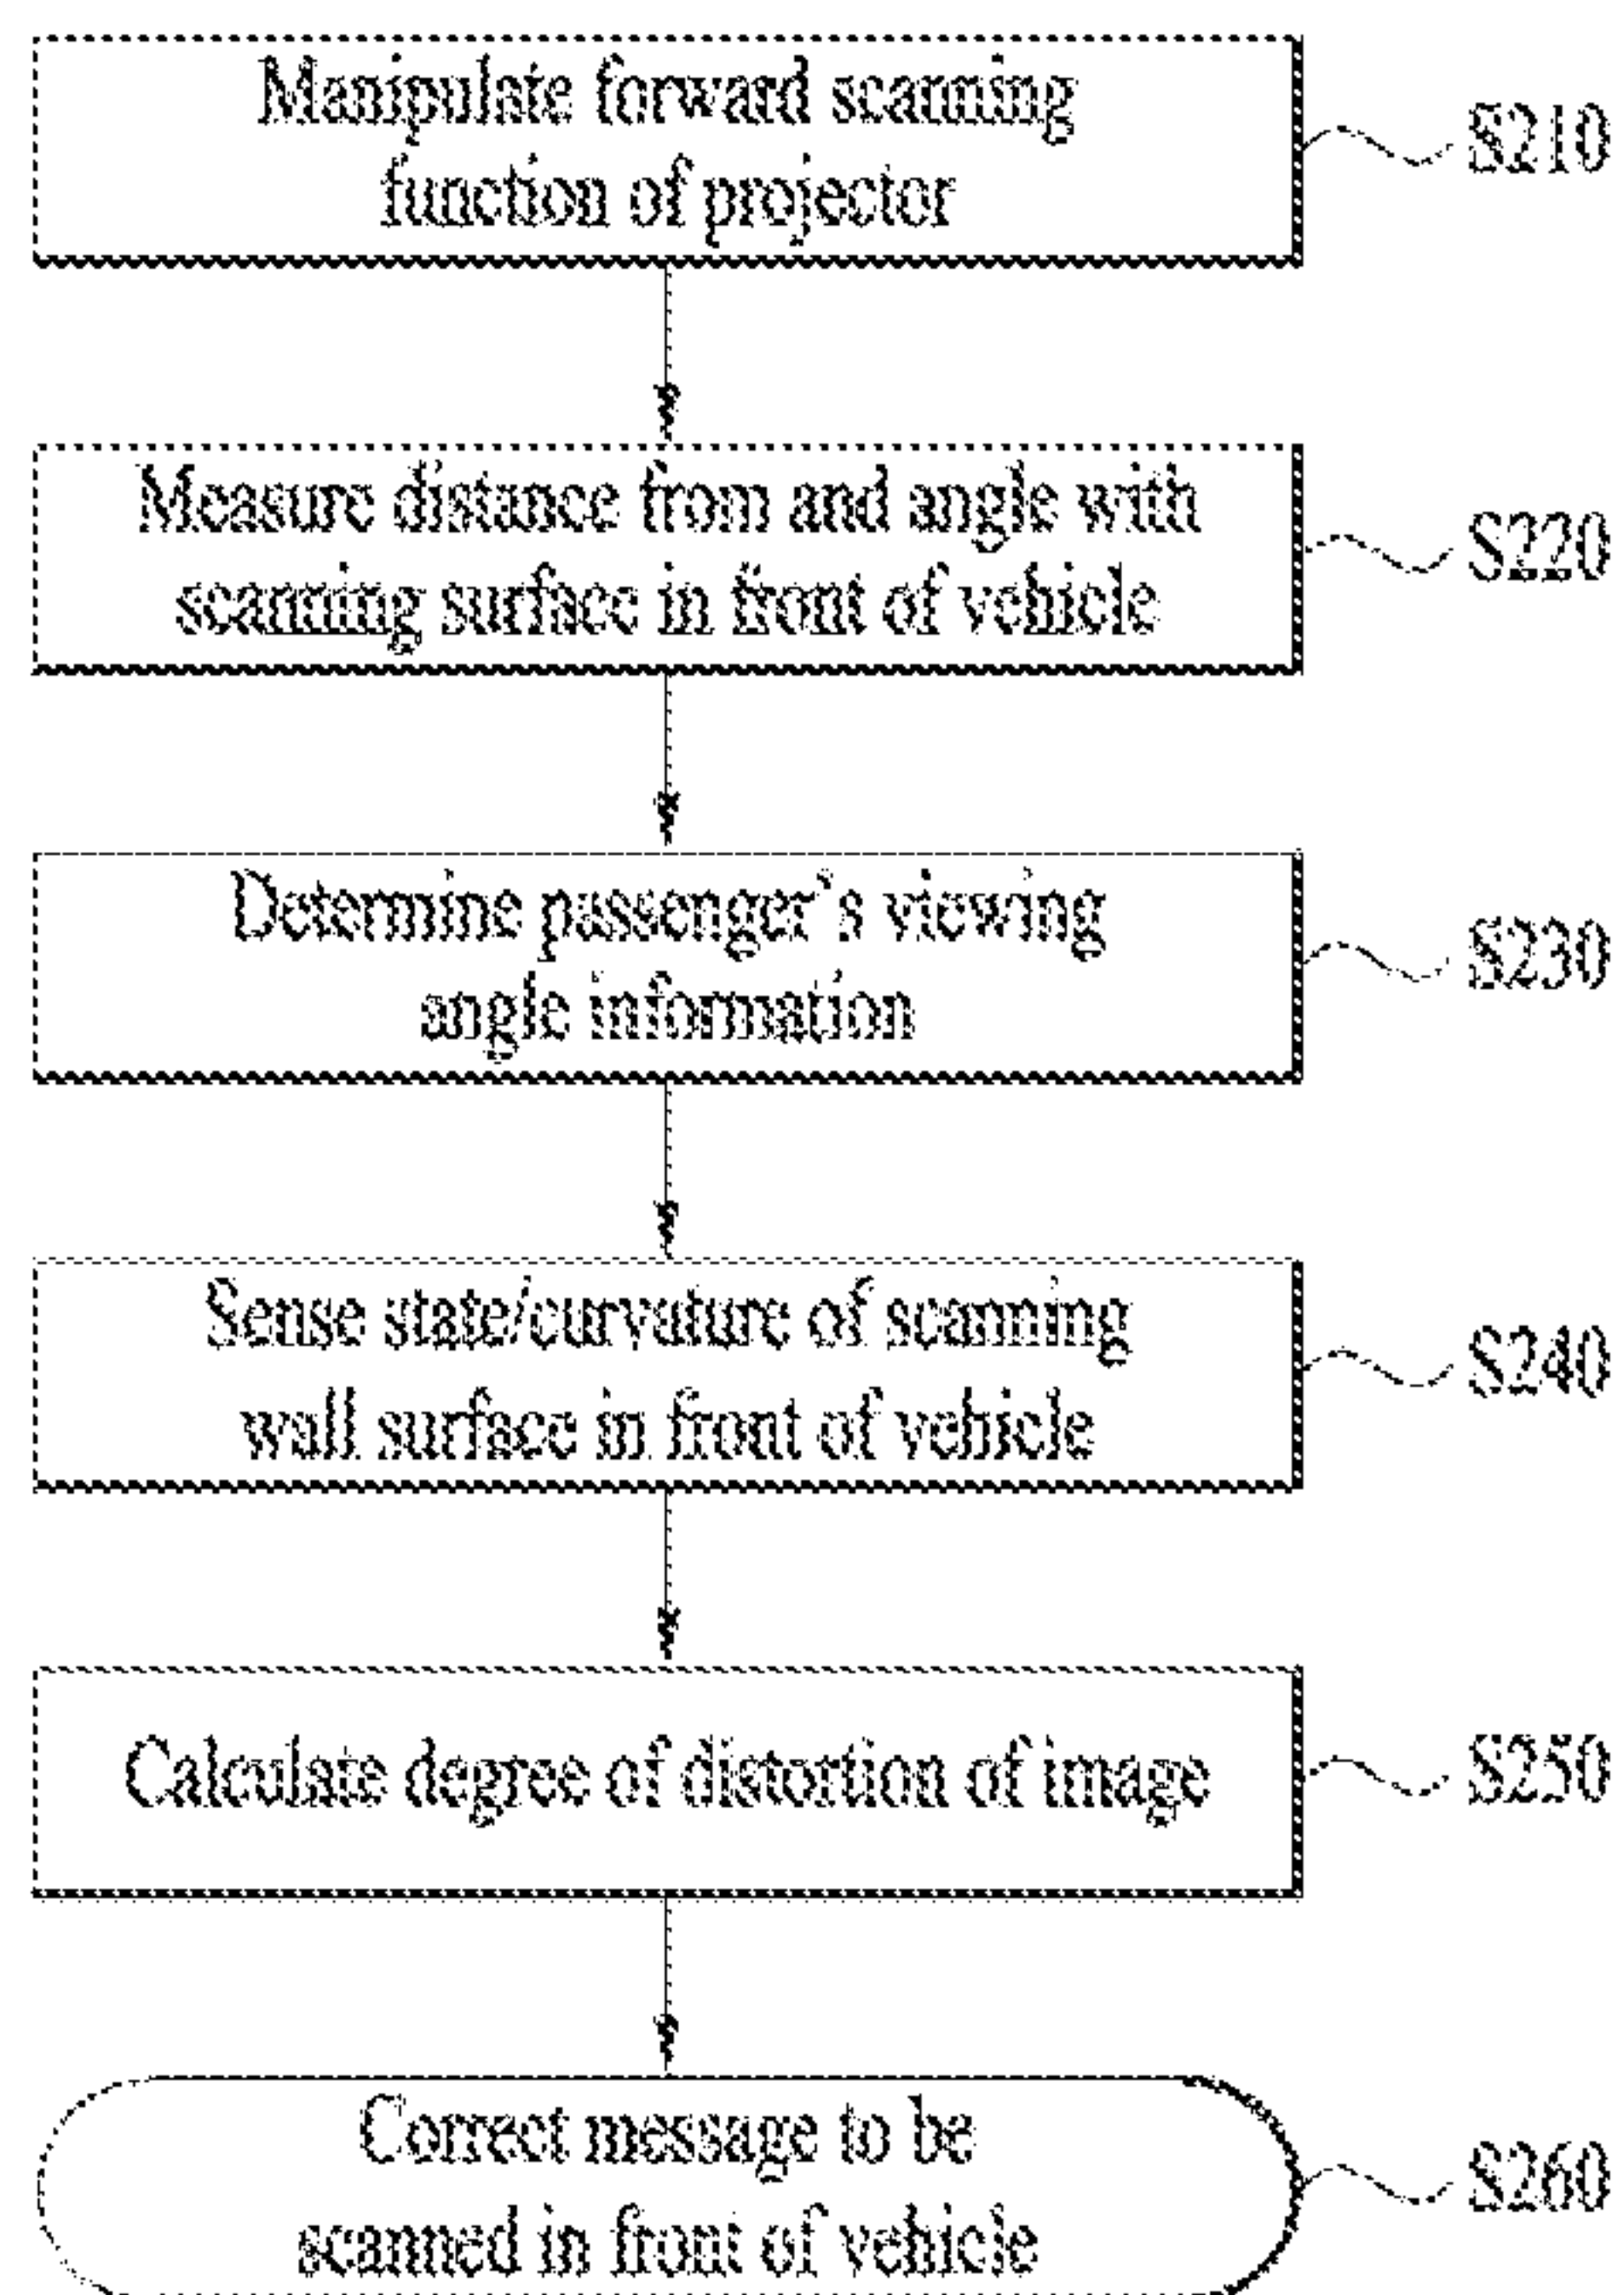 Manipulate forward scanning
function of projector
S210
Measure distance from and angle with
scanning surface in front of vehicle
S220
Determine passenger's viewing
angle information
S230
Sense state/curvature of scanning
wall surface in front of vehicle
S240
Calculate degree of distortion of image
S250
Correct message to be
scanned in front of vehicle
S260